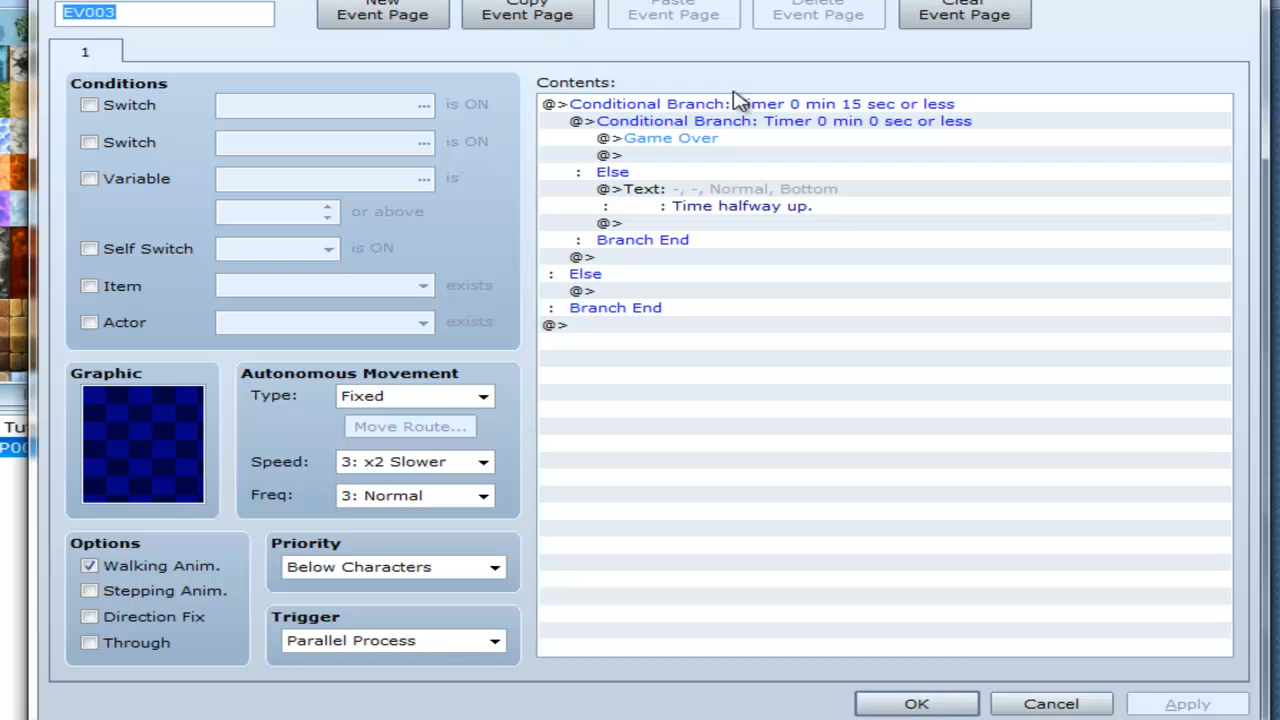 EV003
New
Event Page
Copy
Event Page
Paste
Event Page
Delete
Event Page
Clear
Event Page
1
Conditions
Switch ... is ON
Switch ... is ON
Variable ... is
or above
Self Switch is ON
Item exists
Actor exists
Graphic
Autonomous Movement
Type: Fixed
Move Route...
Speed: 3: x2 Slower
Freq: 3: Normal
Options
Walking Anim.
Stepping Anim.
Direction Fix
Through
Priority
Below Characters
Trigger
Parallel Process
Contents:
@>Conditional Branch: Timer 0 min 15 sec or less
@>Conditional Branch: Timer 0 min 0 sec or less
@>Game Over
@>
: Else
@>Text: -, -, Normal, Bottom
: : Time halfway up.
@>
: Branch End
@>
: Else
@>
: Branch End
@>
OK
Cancel
Apply